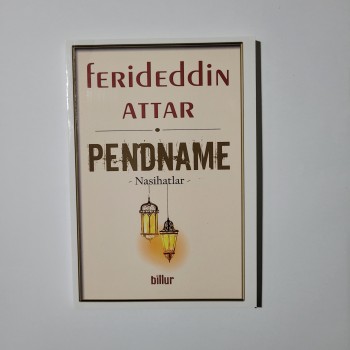 ferideddin
ATTAR
PENDNAME
- Nasihatlar -
billur